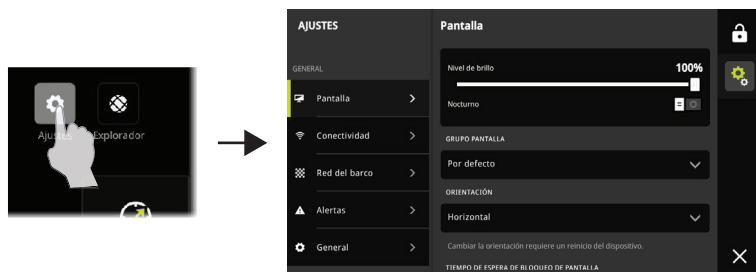 Ajustes
Explorador
AJUSTES
GENERAL
Pantalla
Conectividad
Red del barco
Alertas
General
Pantalla
Nivel de brillo
100%
Nocturno
GRUPO PANTALLA
Por defecto
ORIENTACIÓN
Horizontal
Cambiar la orientación requiere un reinicio del dispositivo.
TIEMPO DE ESPERA DE BLOQUEO DE PANTALLA